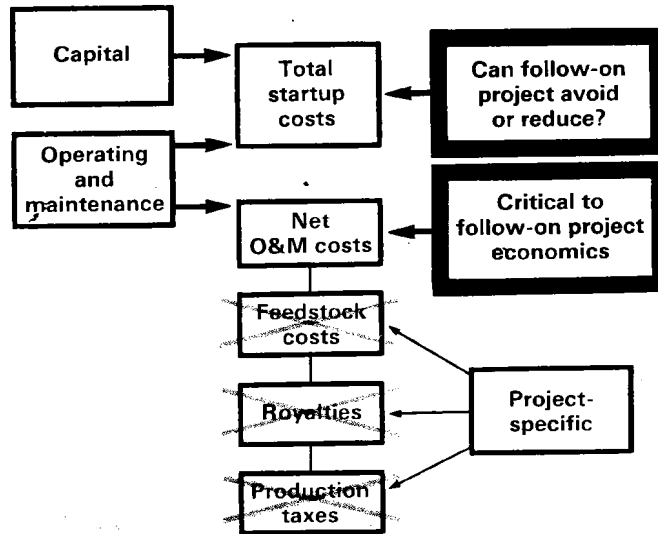 Capital
Total
startup
costs
Can follow-on
project avoid
or reduce?
Operating
and
maintenance
Net
O&M costs
Critical to
follow-on project
economics
Feedstock
costs
Royalties
Project-
specific
Production
taxes